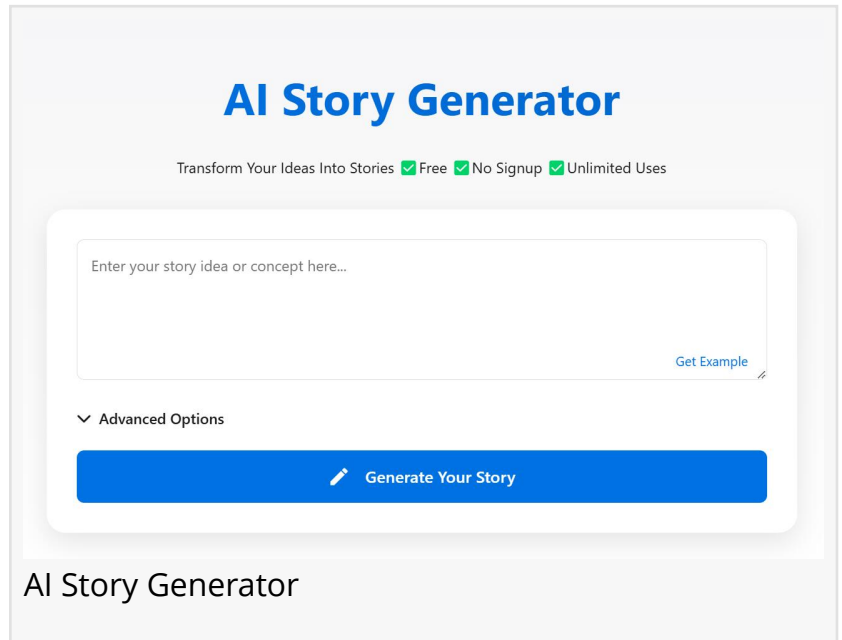 AI Story Generator
Transform Your Ideas Into Stories ✅ Free ✅ No Signup ✅ Unlimited Uses
Enter your story idea or concept here...
Get Example
Advanced Options
Generate Your Story
AI Story Generator